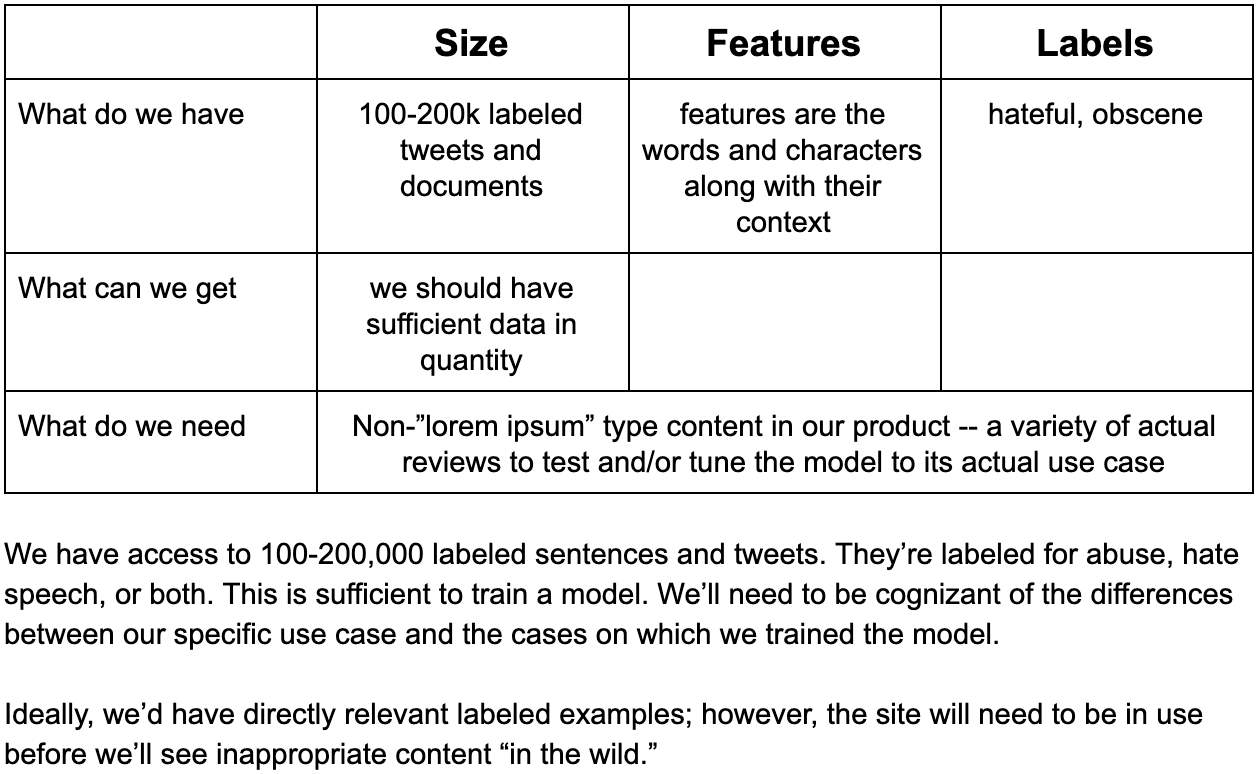 Size Features Labels
What do we have
100-200k labeled
tweets and
documents
features are the
words and characters
along with their
context
hateful, obscene
What can we get
we should have
sufficient data in
quantity
What do we need
Non-”lorem ipsum” type content in our product -- a variety of actual
reviews to test and/or tune the model to its actual use case
We have access to 100-200,000 labeled sentences and tweets. They’re labeled for abuse, hate
speech, or both. This is sufficient to train a model. We’ll need to be cognizant of the differences
between our specific use case and the cases on which we trained the model.
Ideally, we’d have directly relevant labeled examples; however, the site will need to be in use
before we’ll see inappropriate content “in the wild.”